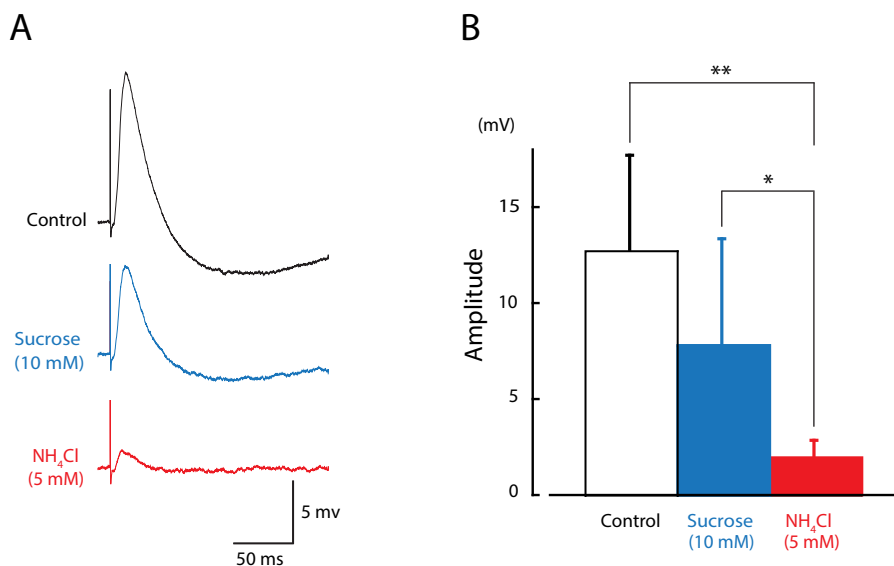 A
Control
Sucrose
(10 mM)
NH₄Cl
(5 mM)
5 mv
50 ms
B
(mV)
**
*
15
10
5
0
Amplitude
Control
Sucrose
(10 mM)
NH₄Cl
(5 mM)